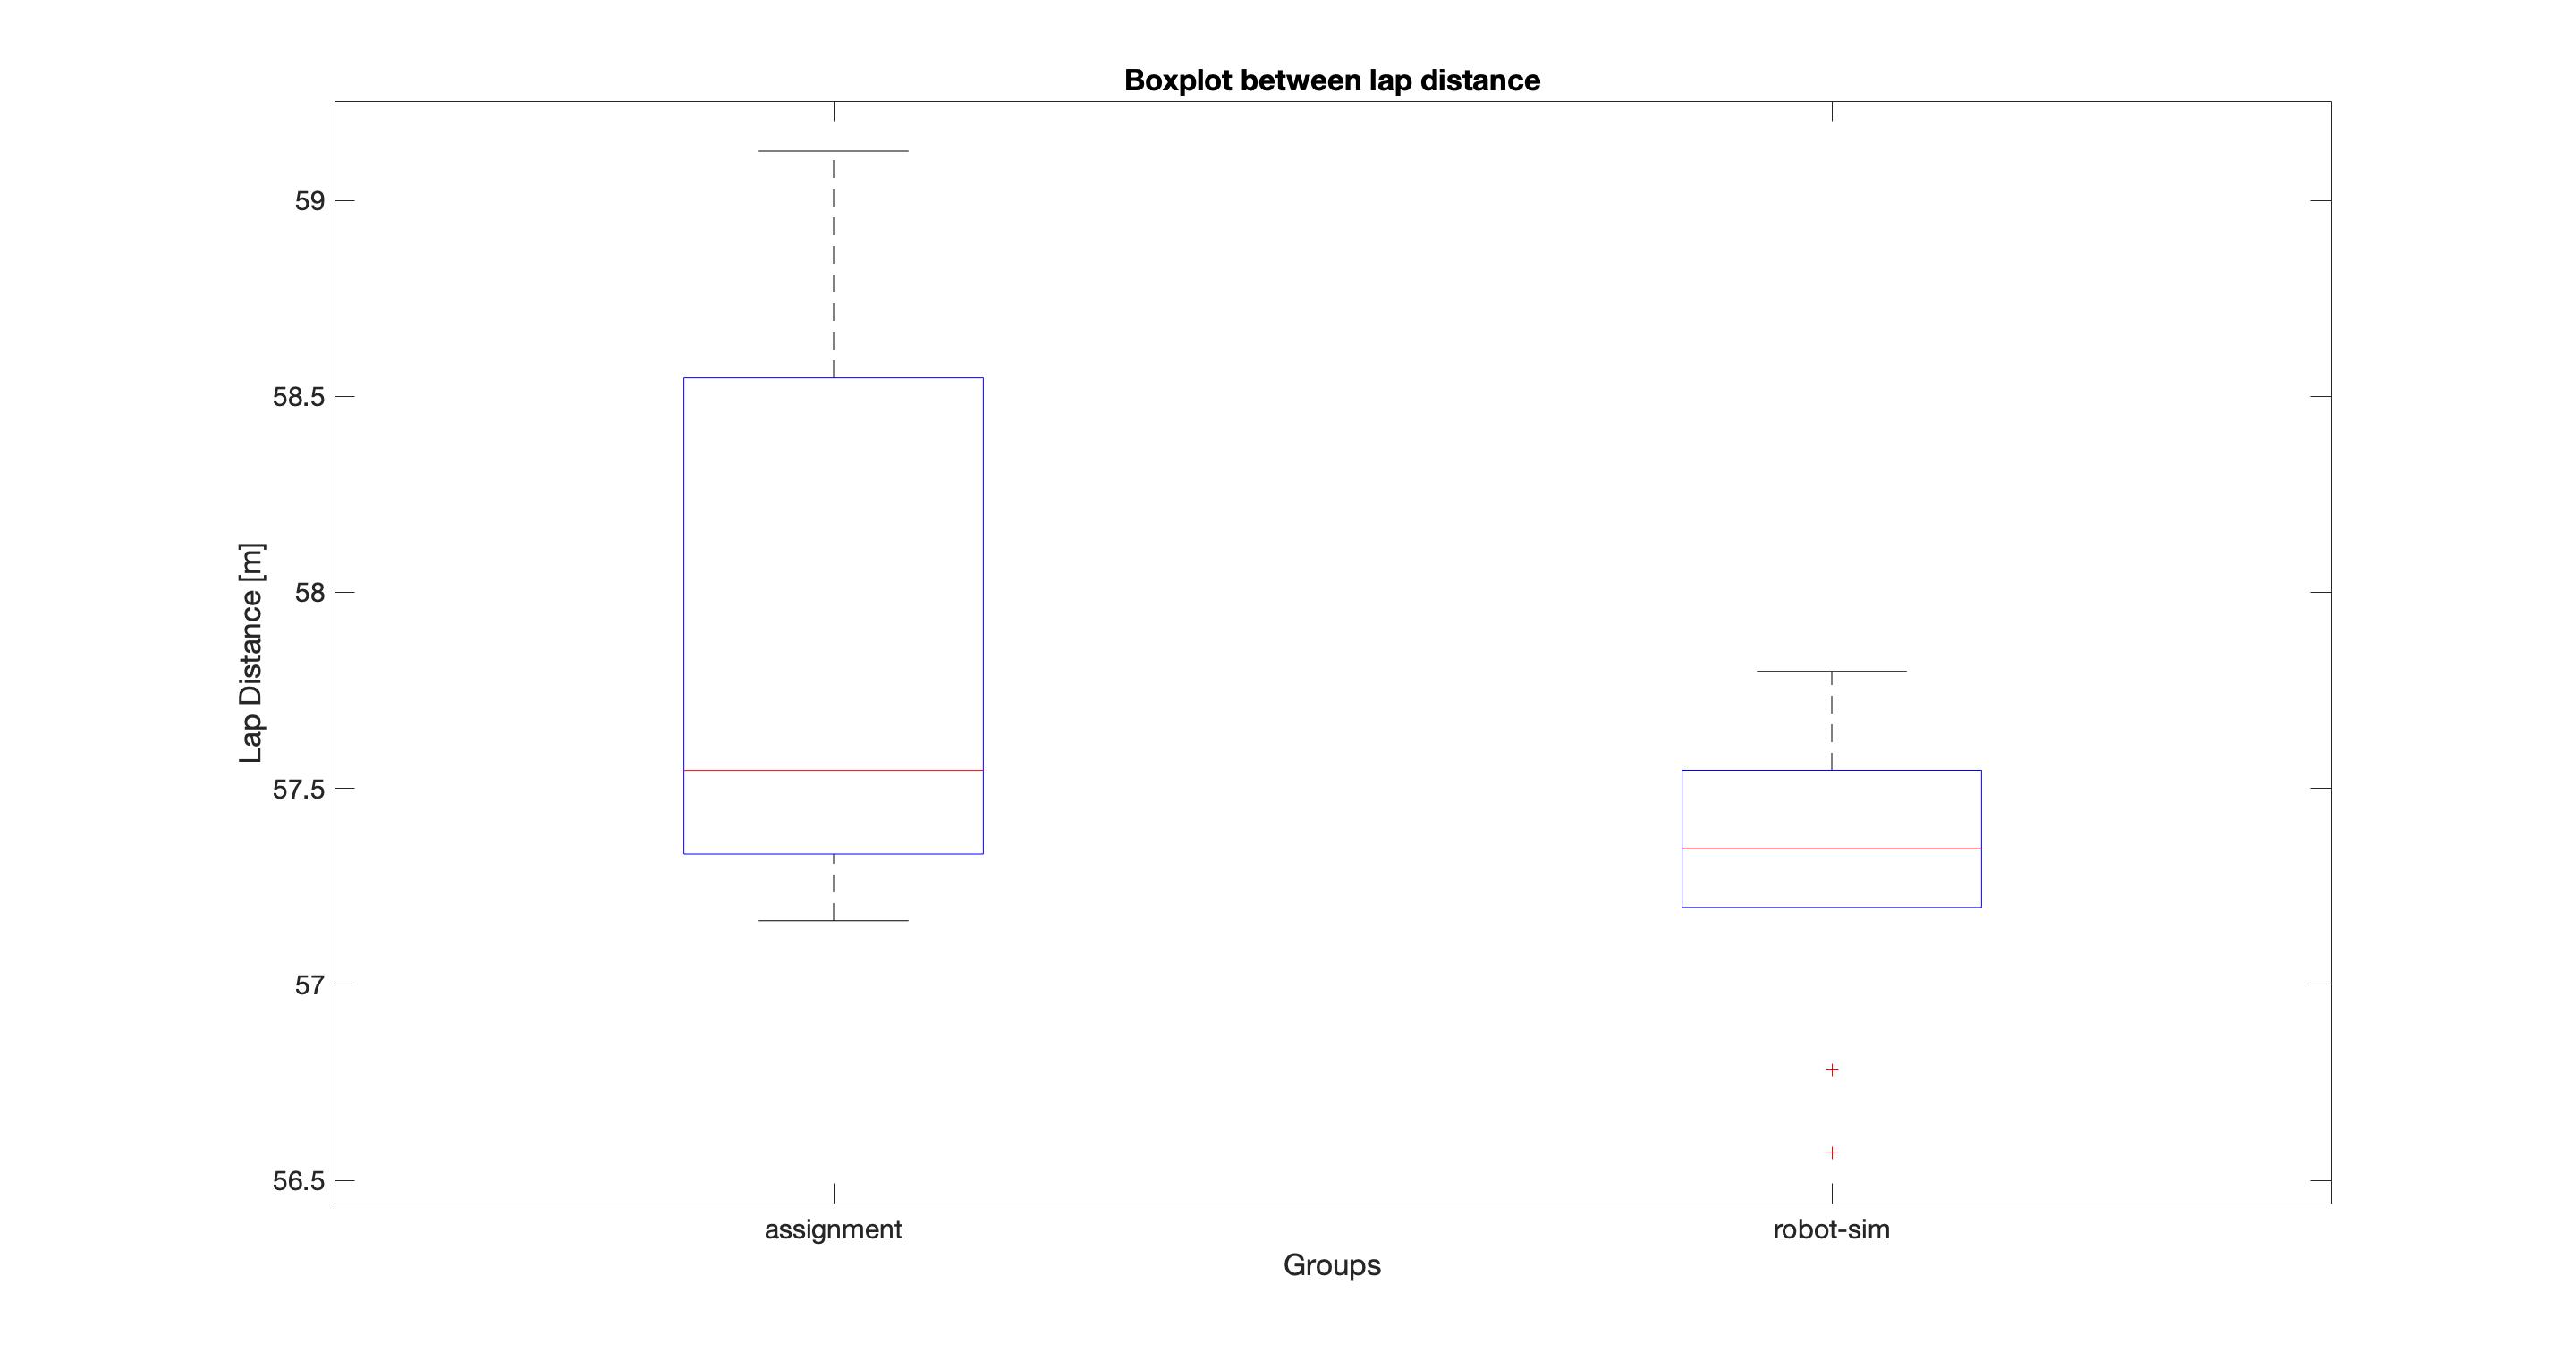 Boxplot between lap distance
59
58.5
58
57.5
57
56.5
Lap Distance [m]
assignment
robot-sim
Groups